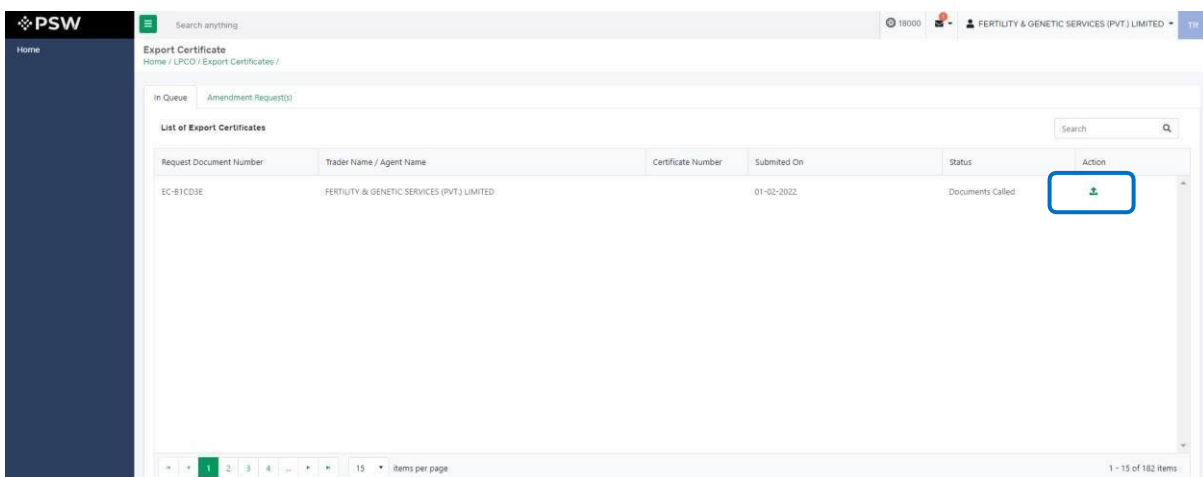 PSW
Search anything
18000
FERTILITY & GENETIC SERVICES (PVT.) LIMITED
TR
Home
Export Certificate
Home / LPCO / Export Certificates /
In Queue
Amendment Request(s)
List of Export Certificates
Search
Request Document Number
Trader Name / Agent Name
Certificate Number
Submited On
Status
Action
EC-B1CD3E
FERTILITY & GENETIC SERVICES (PVT.) LIMITED
01-02-2022
Documents Called
1 2 3 4 ...
15
items per page
1 - 15 of 182 items